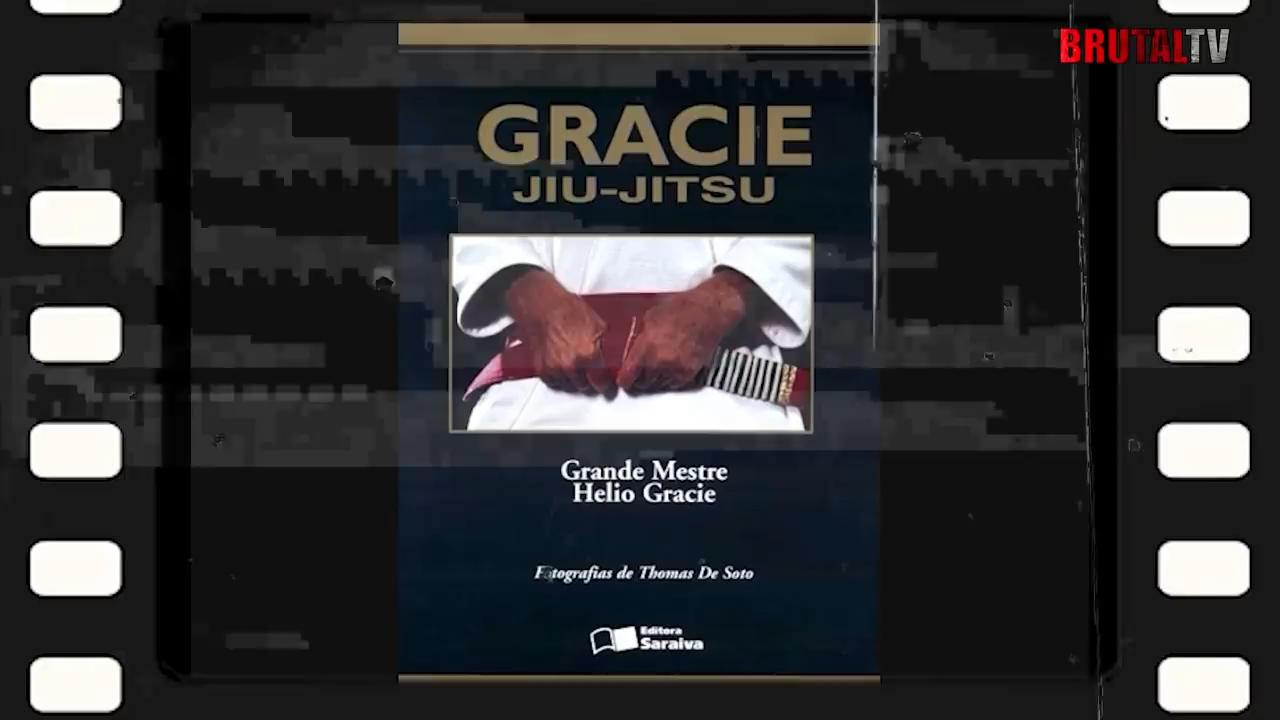 BRUTALTV
GRACIE
JIU-JITSU
Grande Mestre
Helio Gracie
Fotografias de Thomas De Soto
Editora
Saraiva